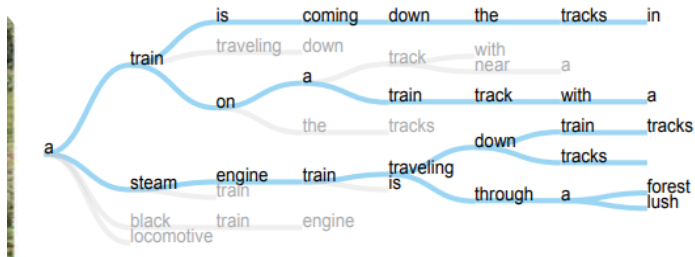 is coming down the tracks in
train traveling down
with
track
near a
a
on train track with a
the tracks
train tracks
down
a
tracks
traveling
steam engine train is
train
through a forest
lush
black train engine
locomotive